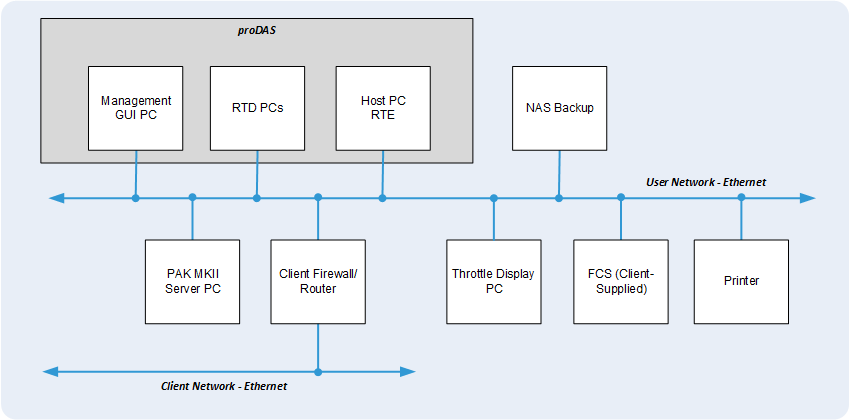 proDAS
Management
GUI PC
RTD PCs
Host PC
RTE
NAS Backup
User Network - Ethernet
PAK MKII
Server PC
Client Firewall/
Router
Throttle Display
PC
FCS (Client-
Supplied)
Printer
Client Network - Ethernet